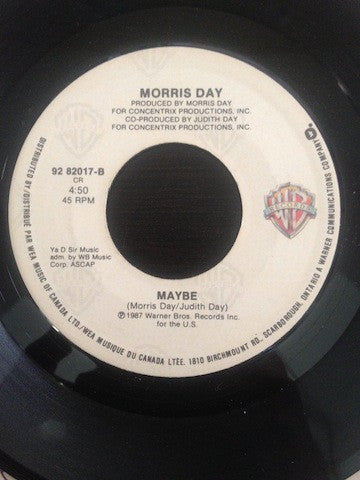 MORRIS DAY
PRODUCED BY MORRIS DAY
FOR CONCENTRIX PRODUCTIONS, INC.
CO-PRODUCED BY JUDITH DAY
FOR CONCENTRIX PRODUCTIONS, INC.
92 82017-B
CR
4:50
45 RPM
Ya D Sir Music
adm. by WB Music
Corp. ASCAP
MAYBE
(Morris Day/Judith Day)
℗1987 Warner Bros. Records Inc.
for the U.S.
DISTRIBUTED BY/DISTRIBUÉ PAR WEA MUSIC OF CANADA LTD./WEA MUSIQUE DU CANADA LTÉE. 1810 BIRCHMOUNT RD., SCARBOROUGH, ONTARIO A WARNER COMMUNICATIONS COMPANY